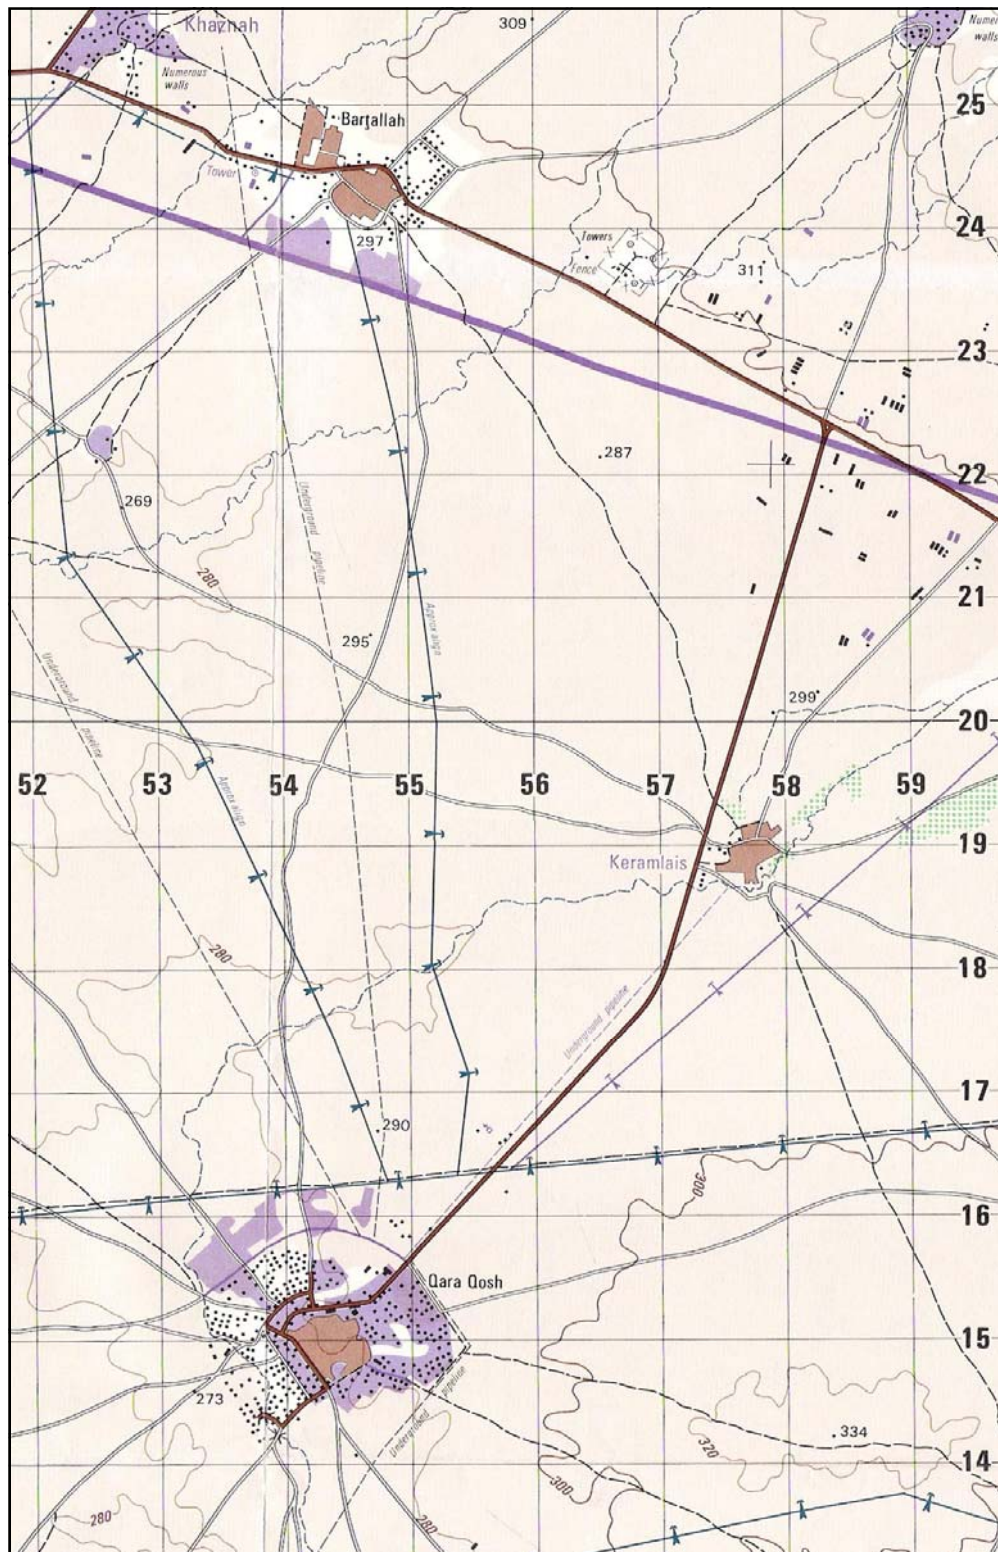 Khaznah
309
Numerous
walls
Numerous
walls
25
Bartallah
Tower
24
297
Towers
Fence
311
23
287
22
269
Underground pipeline
280
21
Approx align
295
Underground pipeline
299
20
52 53 54 55 56 57 58 59
Approx align
19
Keramlais
280
18
Underground pipeline
17
290
300
16
Qara Qosh
15
273
Underground pipeline
334
320
14
300
280
280